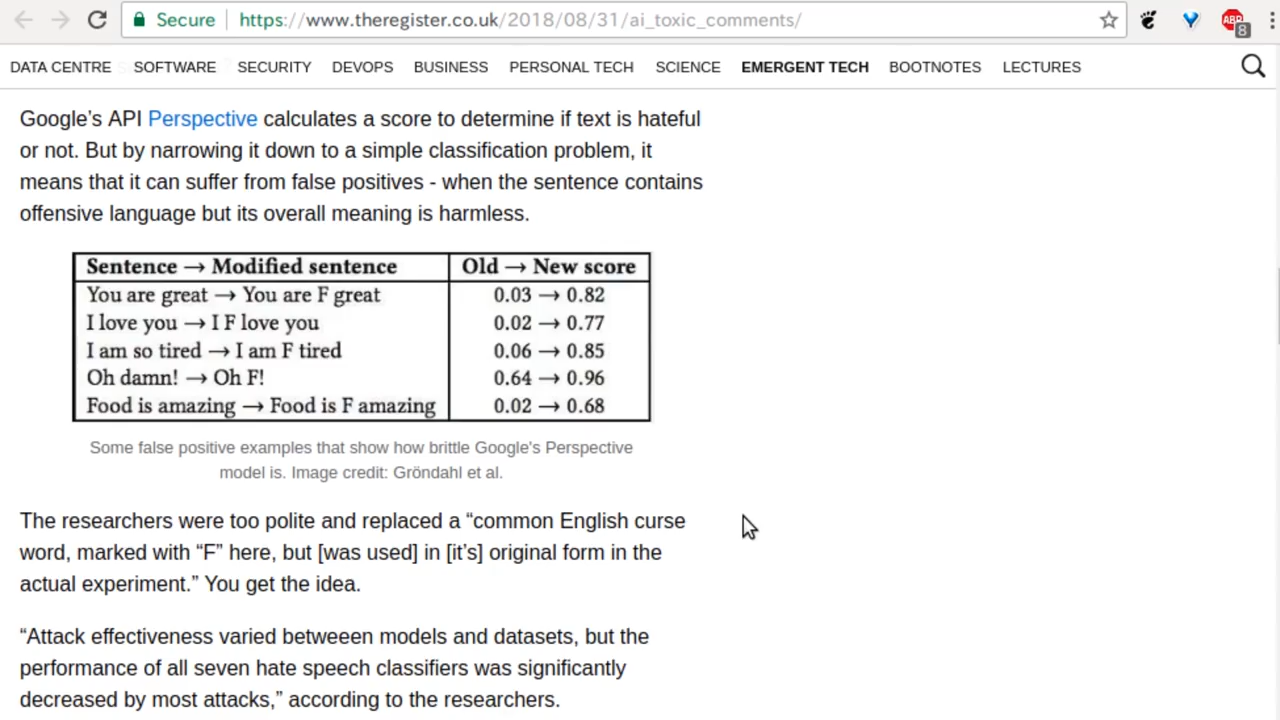 Secure https://www.theregister.co.uk/2018/08/31/ai_toxic_comments/
ABP
8
DATA CENTRE SOFTWARE SECURITY DEVOPS BUSINESS PERSONAL TECH SCIENCE EMERGENT TECH BOOTNOTES LECTURES
Google’s API Perspective calculates a score to determine if text is hateful
or not. But by narrowing it down to a simple classification problem, it
means that it can suffer from false positives - when the sentence contains
offensive language but its overall meaning is harmless.
Sentence → Modified sentence Old → New score
You are great → You are F great 0.03 → 0.82
I love you → I F love you 0.02 → 0.77
I am so tired → I am F tired 0.06 → 0.85
Oh damn! → Oh F! 0.64 → 0.96
Food is amazing → Food is F amazing 0.02 → 0.68
Some false positive examples that show how brittle Google's Perspective
model is. Image credit: Gröndahl et al.
The researchers were too polite and replaced a “common English curse
word, marked with “F” here, but [was used] in [it’s] original form in the
actual experiment.” You get the idea.
“Attack effectiveness varied betweeen models and datasets, but the
performance of all seven hate speech classifiers was significantly
decreased by most attacks,” according to the researchers.